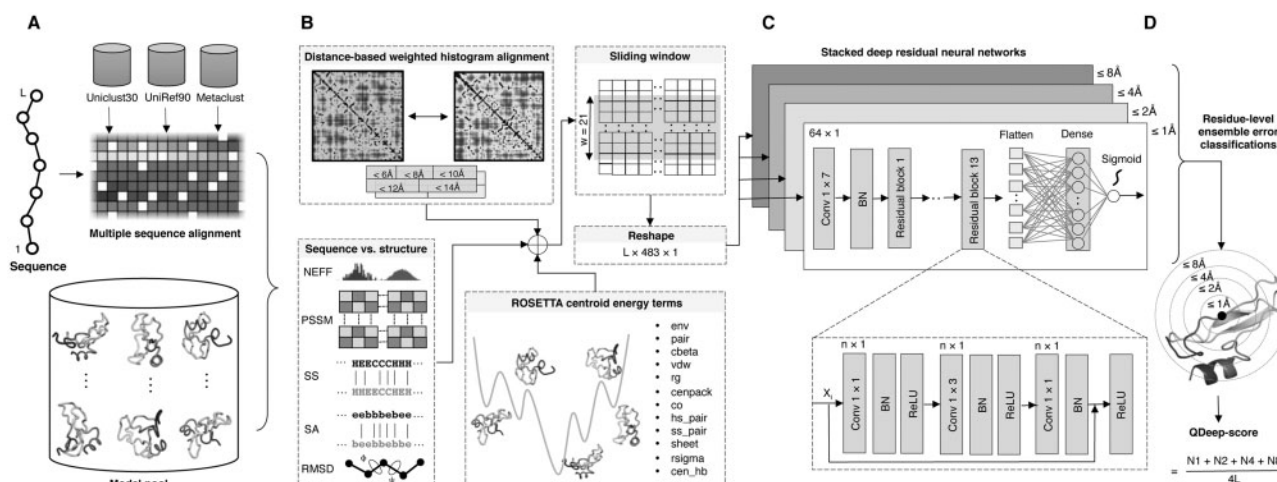 A
B
C
D
L
Uniclust30
UniRef90
Metaclust
Multiple sequence alignment
1
Sequence
Distance-based weighted histogram alignment
< 6Å
< 8Å
< 10Å
< 12Å
< 14Å
Sliding window
w = 21
Reshape
L × 483 × 1
Sequence vs. structure
NEFF
PSSM
SS
··· HEECCCHHH ···
HHEECCHEH ···
SA
··· eebbbebee ···
beebbebbe ···
RMSD
ROSETTA centroid energy terms
• env
• pair
• cbeta
• vdw
• rg
• cenpack
• co
• hs_pair
• ss_pair
• sheet
• rsigma
• cen_hb
Stacked deep residual neural networks
≤ 8Å
≤ 4Å
≤ 2Å
≤ 1Å
64 × 1
Conv 1 × 7
BN
Residual block 1
Residual block 13
Flatten
Dense
Sigmoid
n × 1
n × 1
n × 1
Xᵢ
Conv 1 × 1
BN
ReLU
Conv 1 × 3
BN
ReLU
Conv 1 × 1
BN
ReLU
Residue-level
ensemble error
classifications
≤ 8Å
≤ 4Å
≤ 2Å
≤ 1Å
QDeep-score
= N1 + N2 + N4 +
4L